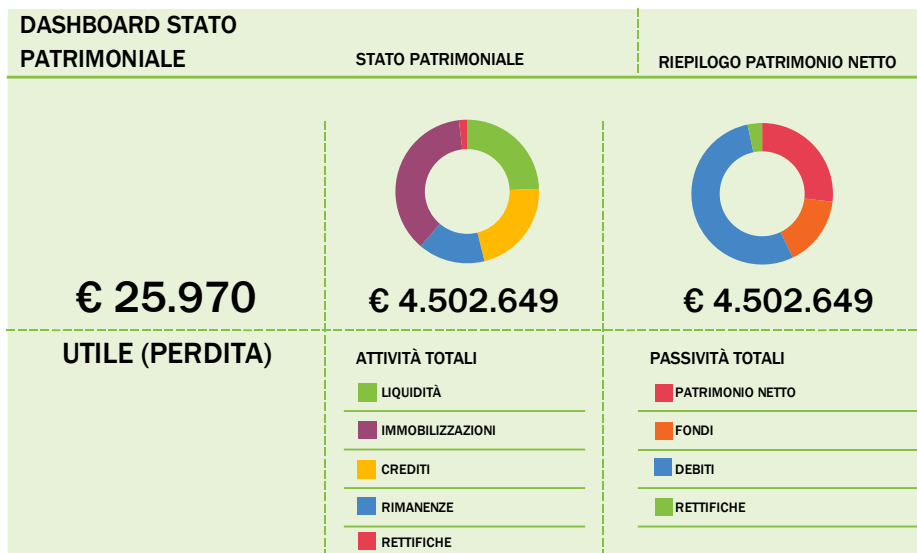 DASHBOARD STATO
PATRIMONIALE
STATO PATRIMONIALE
RIEPILOGO PATRIMONIO NETTO
€ 25.970
€ 4.502.649
€ 4.502.649
UTILE (PERDITA)
ATTIVITÀ TOTALI
LIQUIDITÀ
IMMOBILIZZAZIONI
CREDITI
RIMANENZE
RETTIFICHE
PASSIVITÀ TOTALI
PATRIMONIO NETTO
FONDI
DEBITI
RETTIFICHE